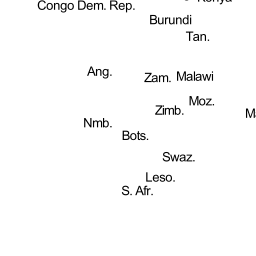 Congo Dem. Rep.
Burundi
Tan.
Ang.
Zam. Malawi
Moz.
Zimb.
Nmb.
Bots.
Swaz.
Leso.
S. Afr.